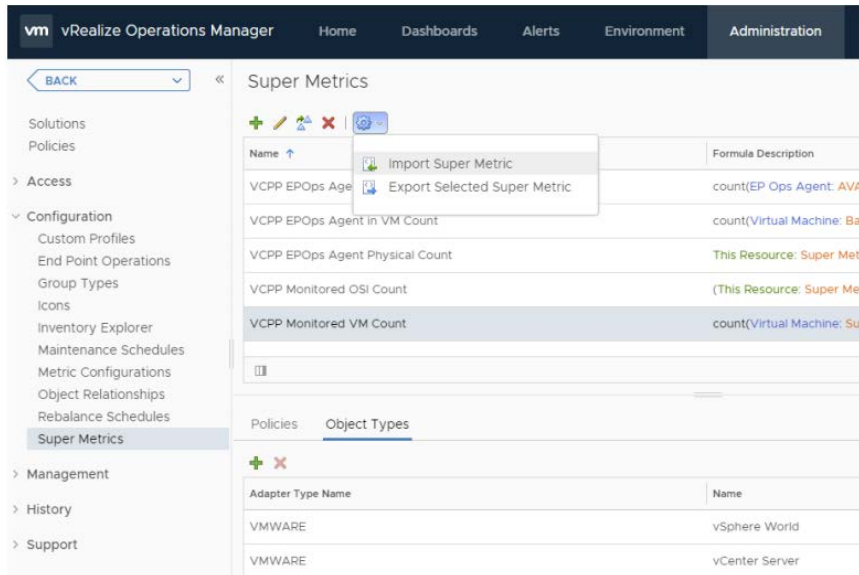 vm vRealize Operations Manager Home Dashboards Alerts Environment Administration
BACK
Super Metrics
Solutions
Policies
Access
Configuration
Custom Profiles
End Point Operations
Group Types
Icons
Inventory Explorer
Maintenance Schedules
Metric Configurations
Object Relationships
Rebalance Schedules
Super Metrics
Management
History
Support
Name Formula Description
Import Super Metric
Export Selected Super Metric
VCPP EPOps Age count(EP Ops Agent: AVA
VCPP EPOps Agent in VM Count count(Virtual Machine: Ba
VCPP EPOps Agent Physical Count This Resource: Super Met
VCPP Monitored OSI Count (This Resource: Super Me
VCPP Monitored VM Count count(Virtual Machine: Su
Policies Object Types
Adapter Type Name Name
VMWARE vSphere World
VMWARE vCenter Server